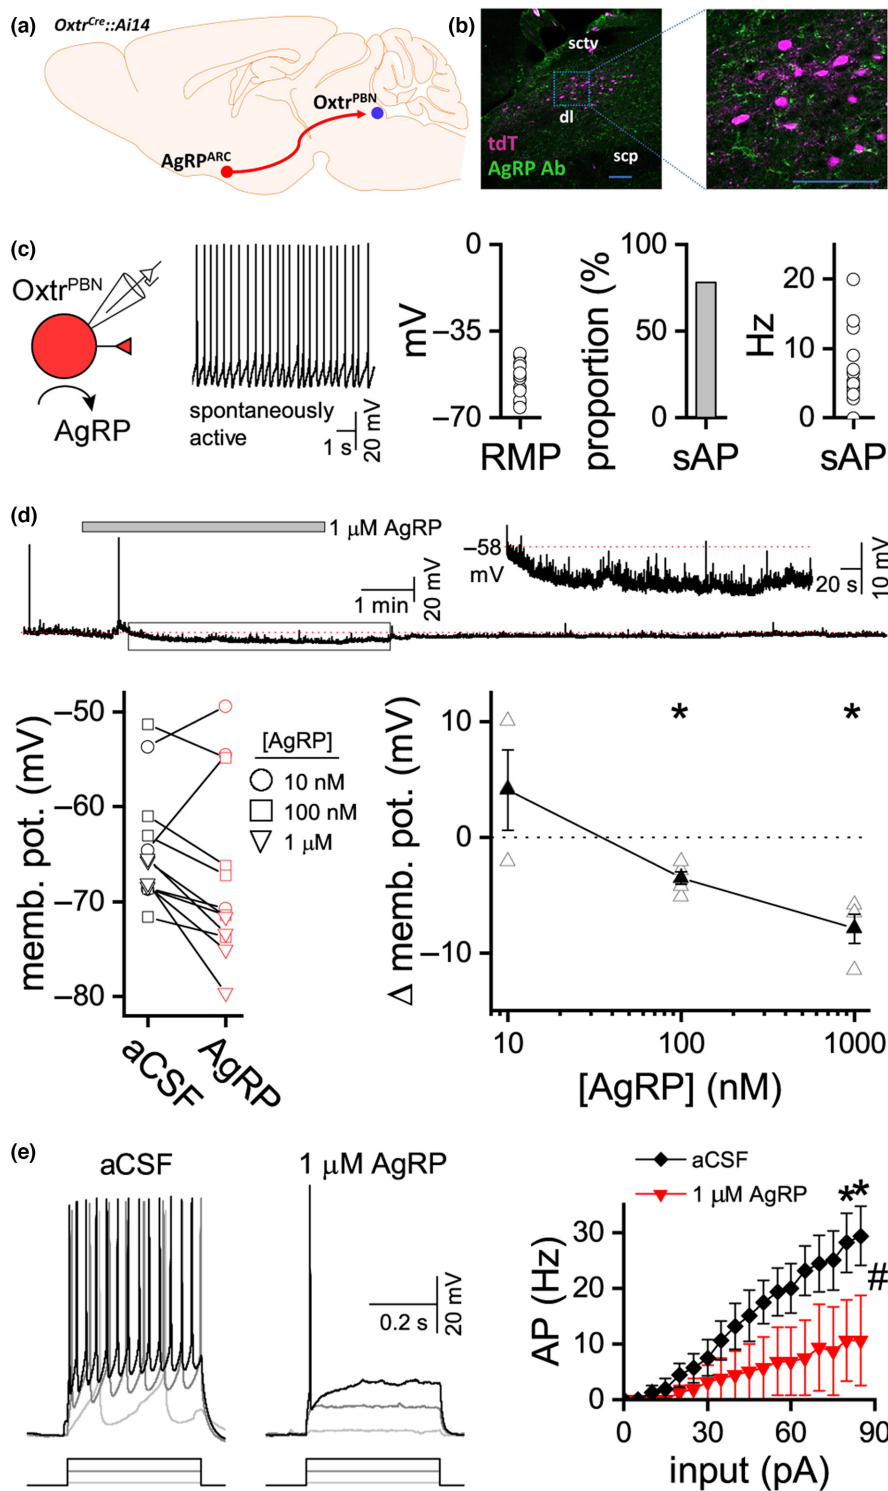 (a)
Oxtr^Cre::Ai14
Oxtr^PBN
AgRP^ARC
(b)
sctv
dl
tdT
AgRP Ab
scp
(c)
Oxtr^PBN
AgRP
spontaneously
active
1 s
20 mV
0
−35
−70
mV
RMP
100
50
0
proportion (%
sAP
20
10
0
Hz
sAP
(d)
1 μM AgRP
1 min
20 mV
−58
mV
20 s
10 mV
−50
−60
−70
−80
memb. pot. (mV)
aCSF
AgRP
[AgRP]
10 nM
100 nM
1 μM
10
0
−10
Δ memb. pot. (mV)
* *
10 100 1000
[AgRP] (nM)
(e)
aCSF
1 μM AgRP
0.2 s
20 mV
aCSF
1 μM AgRP
**
#
30
20
10
0
AP (Hz)
0 30 60 90
input (pA)